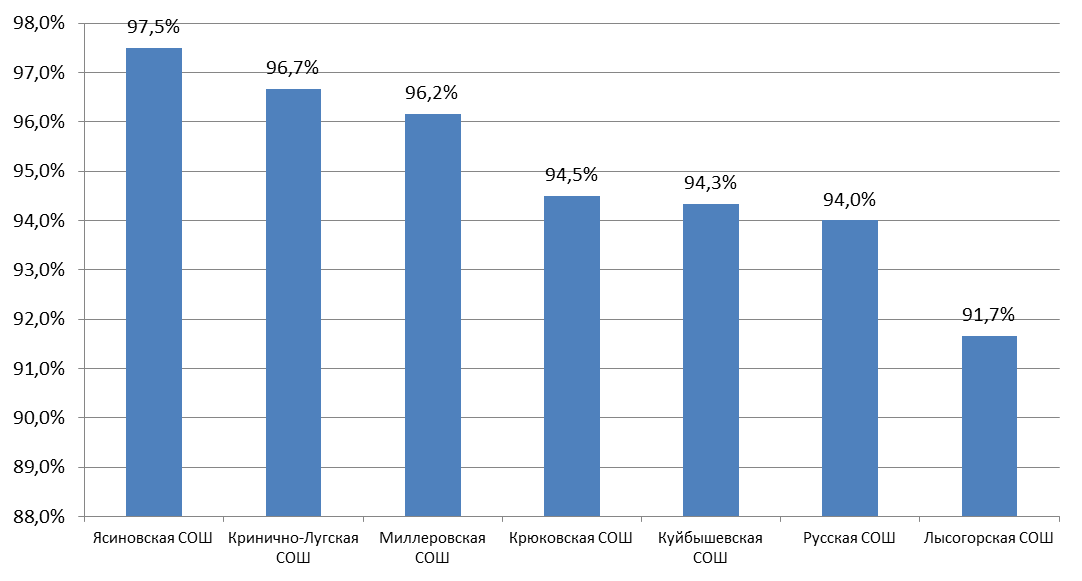 98,0%
97,0%
96,0%
95,0%
94,0%
93,0%
92,0%
91,0%
90,0%
89,0%
88,0%
97,5%
96,7%
96,2%
94,5%
94,3%
94,0%
91,7%
Ясиновская СОШ
Кринично-Лугская
СОШ
Миллеровская
СОШ
Крюковская СОШ
Куйбышевская
СОШ
Русская СОШ
Лысогорская СОШ